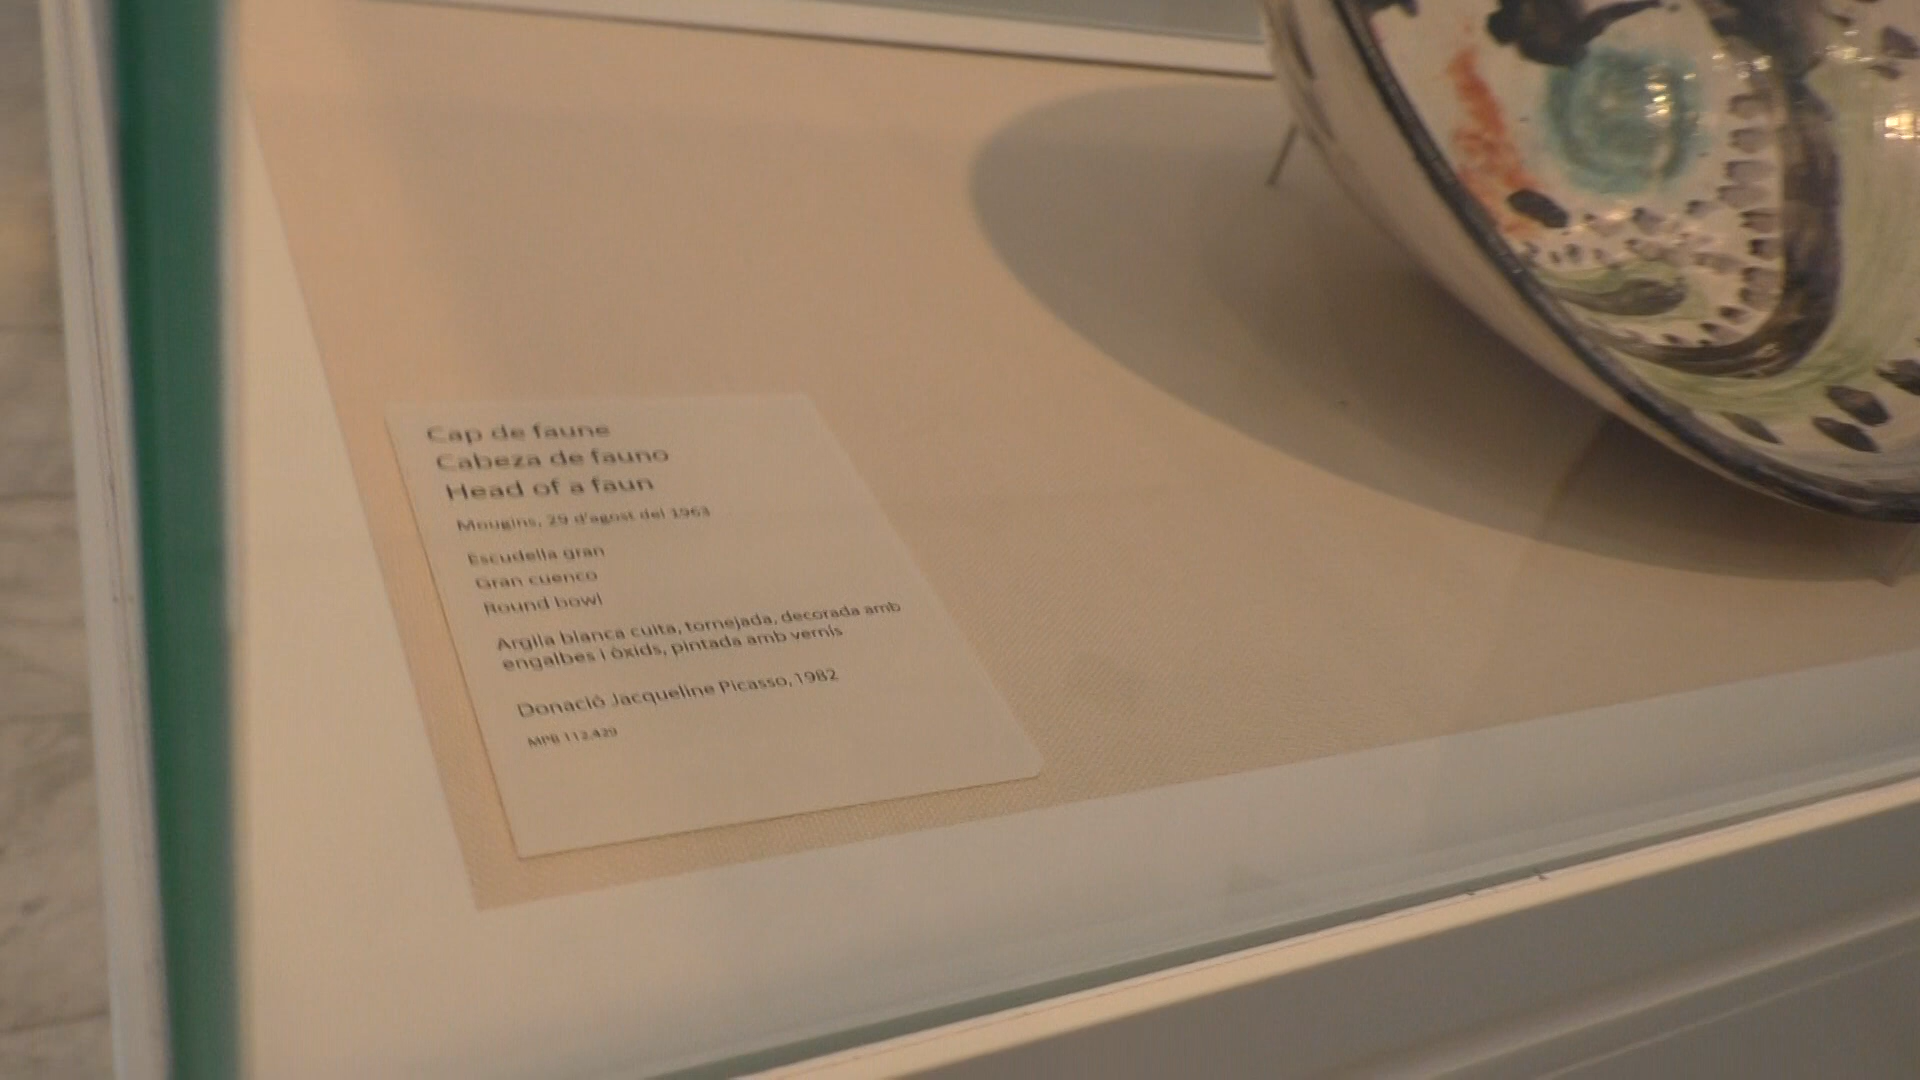 Cap de faune
Cabeza de fauno
Head of a faun
Mougins, 29 d'agost del 1963
Escudella gran
Gran cuenco
Round bowl
Argila blanca cuita, tornejada, decorada amb
engalbes i òxids, pintada amb vernís
Donació Jacqueline Picasso, 1982
MPB 112.429